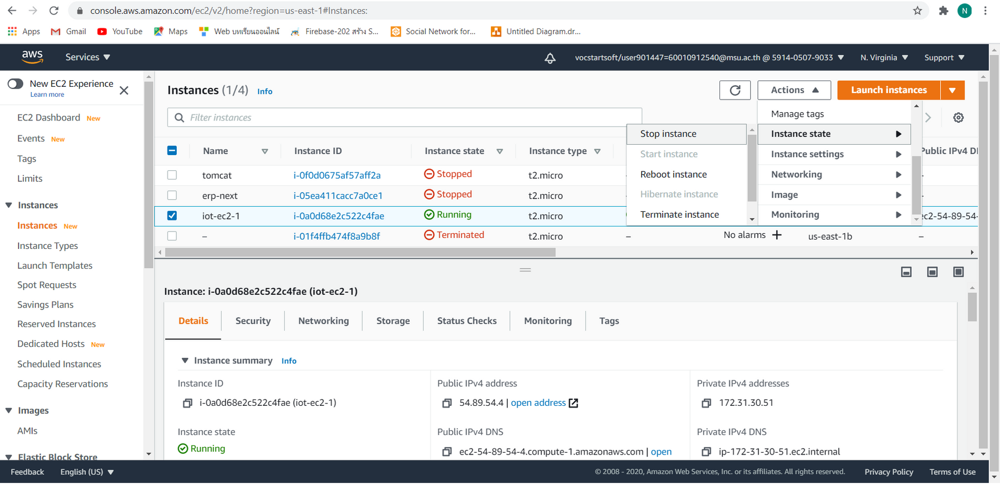 console.aws.amazon.com/ec2/v2/home?region=us-east-1#Instances:
N
Apps Gmail YouTube Maps Web บทเรียนออนไลน์ Firebase-202 สร้าง S... Social Network for... Untitled Diagram.dr...
aws Services vocstartsoft/user901447=60010912540@msu.ac.th @ 5914-0507-9033 N. Virginia Support
New EC2 Experience
Learn more
EC2 Dashboard New
Events New
Tags
Limits
Instances
Instances New
Instance Types
Launch Templates
Spot Requests
Savings Plans
Reserved Instances
Dedicated Hosts New
Scheduled Instances
Capacity Reservations
Images
AMIs
Elastic Block Store
Instances (1/4) Info
Actions Launch instances
Filter instances
Manage tags
Instance state
Instance settings
Networking
Image
Monitoring
Stop instance
Start instance
Reboot instance
Hibernate instance
Terminate instance
Name Instance ID Instance state Instance type Public IPv4 D
tomcat i-0f0d0675af57aff2a Stopped t2.micro –
erp-next i-05ea411cacc7a0ce1 Stopped t2.micro –
iot-ec2-1 i-0a0d68e2c522c4fae Running t2.micro ec2-54-89-54-
– i-01f4ffb474f8a9b8f Terminated t2.micro – No alarms + us-east-1b –
Instance: i-0a0d68e2c522c4fae (iot-ec2-1)
Details Security Networking Storage Status Checks Monitoring Tags
Instance summary Info
Instance ID
i-0a0d68e2c522c4fae (iot-ec2-1)
Public IPv4 address
54.89.54.4 | open address
Private IPv4 addresses
172.31.30.51
Instance state
Running
Public IPv4 DNS
ec2-54-89-54-4.compute-1.amazonaws.com | open
Private IPv4 DNS
ip-172-31-30-51.ec2.internal
Feedback English (US) © 2008 - 2020, Amazon Web Services, Inc. or its affiliates. All rights reserved. Privacy Policy Terms of Use